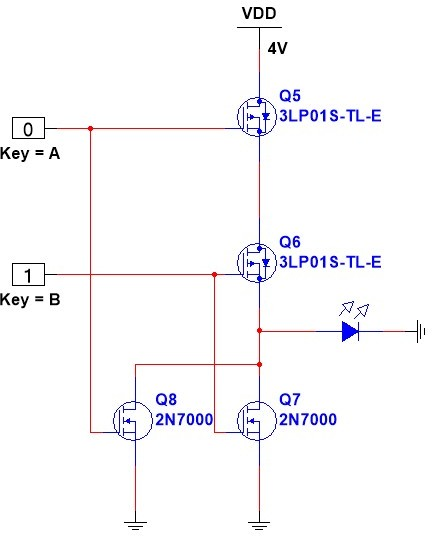 VDD
4V
Q5
3LP01S-TL-E
0
Key = A
Q6
3LP01S-TL-E
1
Key = B
Q8
2N7000
Q7
2N7000